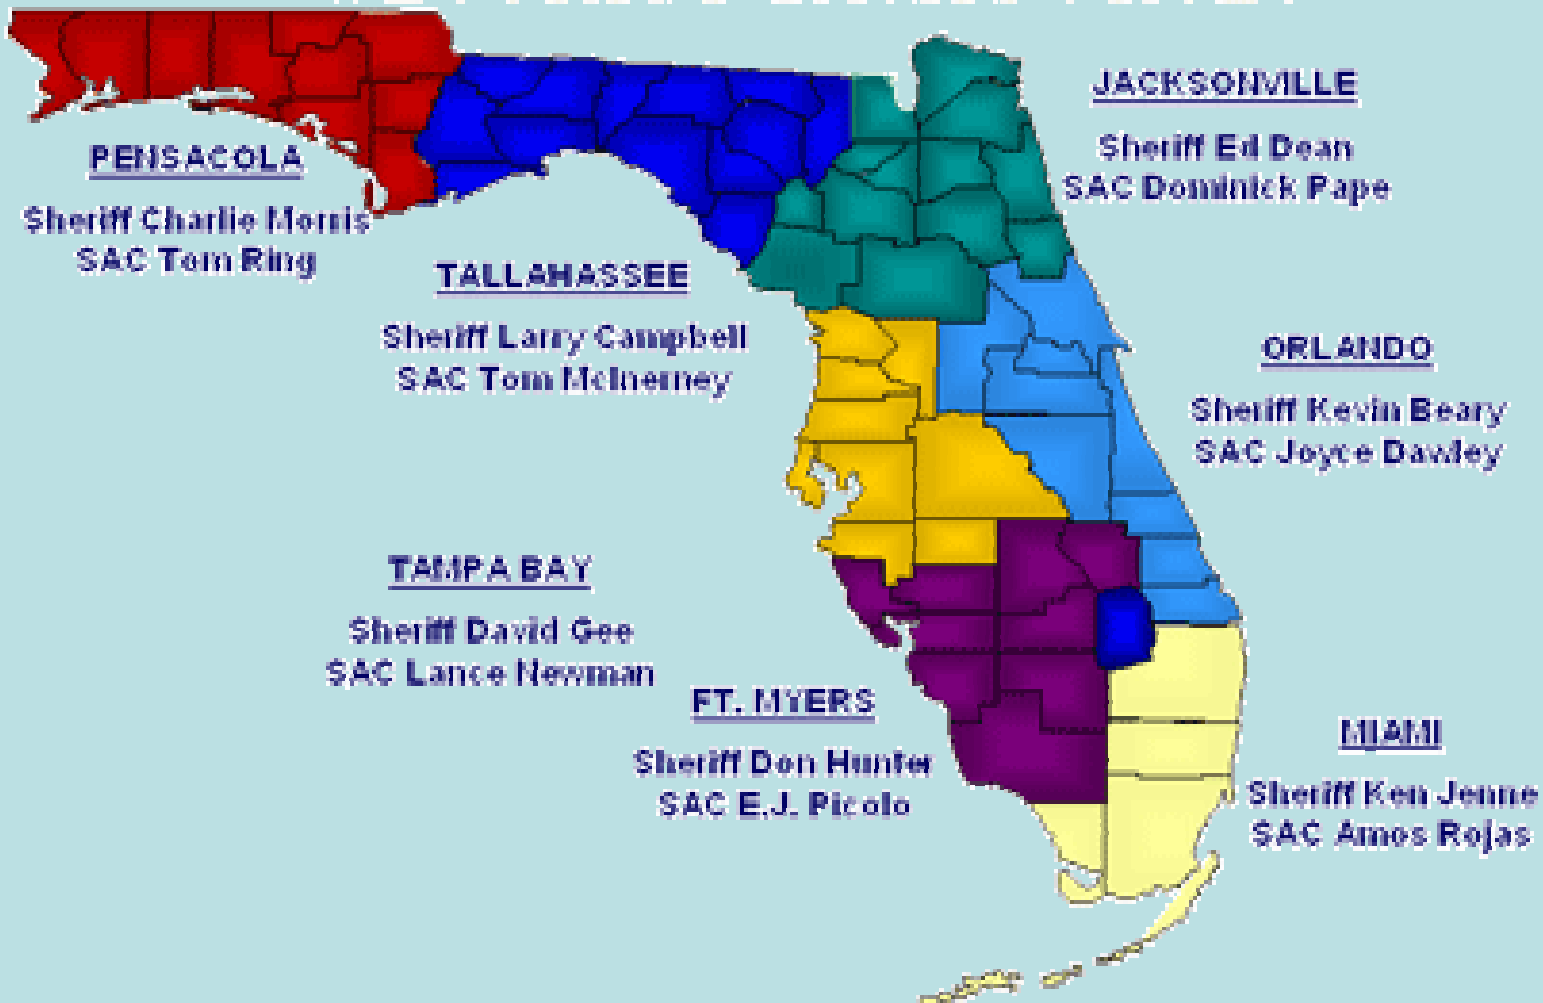 PENSACOLA
Sheriff Charlie Morris
SAC Tom Ring
TALLAHASSEE
Sheriff Larry Campbell
SAC Tom McInerney
JACKSONVILLE
Sheriff Ed Dean
SAC Dominick Pape
ORLANDO
Sheriff Kevin Beary
SAC Joyce Dawley
TAMPA BAY
Sheriff David Gee
SAC Lance Newman
FT. MYERS
Sheriff Don Hunter
SAC E.J. Picolo
MIAMI
Sheriff Ken Jenne
SAC Amos Rojas